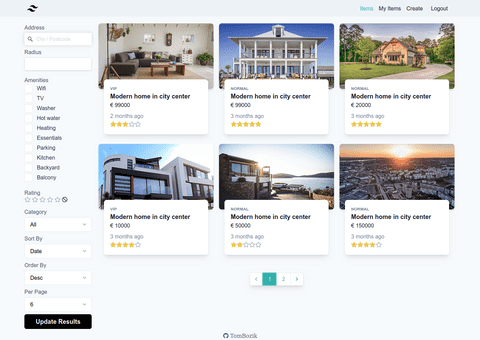 Items My Items Create Logout
Address
City / Postcode
Radius
Amenities
Wifi
TV
Washer
Hot water
Heating
Essentials
Parking
Kitchen
Backyard
Balcony
Rating
Category
All
Sort By
Date
Order By
Desc
Per Page
6
Update Results
VIP
Modern home in city center
€ 99000
2 months ago
NORMAL
Modern home in city center
€ 99000
3 months ago
NORMAL
Modern home in city center
€ 20000
3 months ago
VIP
Modern home in city center
€ 10000
3 months ago
NORMAL
Modern home in city center
€ 50000
3 months ago
NORMAL
Modern home in city center
€ 150000
3 months ago
1 2
TomBorik